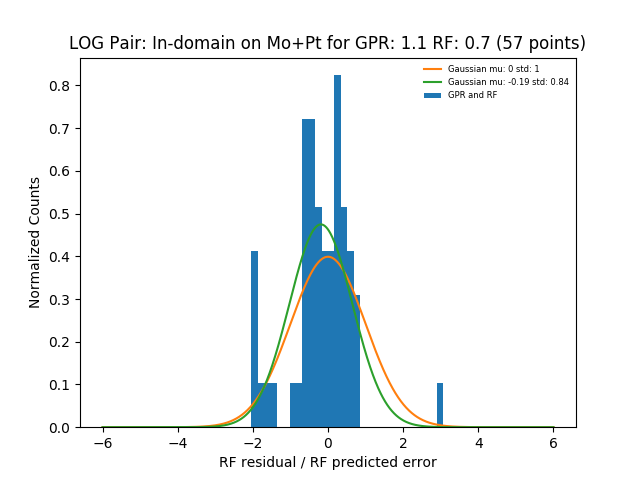 LOG Pair: In-domain on Mo+Pt for GPR: 1.1 RF: 0.7 (57 points)
Gaussian mu: 0 std: 1
Gaussian mu: -0.19 std: 0.84
GPR and RF
Normalized Counts
0.8
0.7
0.6
0.5
0.4
0.3
0.2
0.1
0.0
−6 −4 −2 0 2 4 6
RF residual / RF predicted error